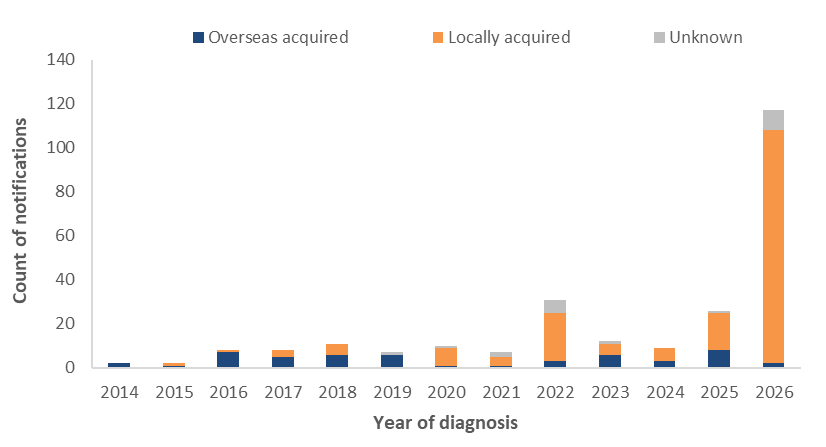 Overseas acquired Locally acquired Unknown
140
120
100
80
60
40
20
0
Count of notifications
2014 2015 2016 2017 2018 2019 2020 2021 2022 2023 2024 2025 2026
Year of diagnosis